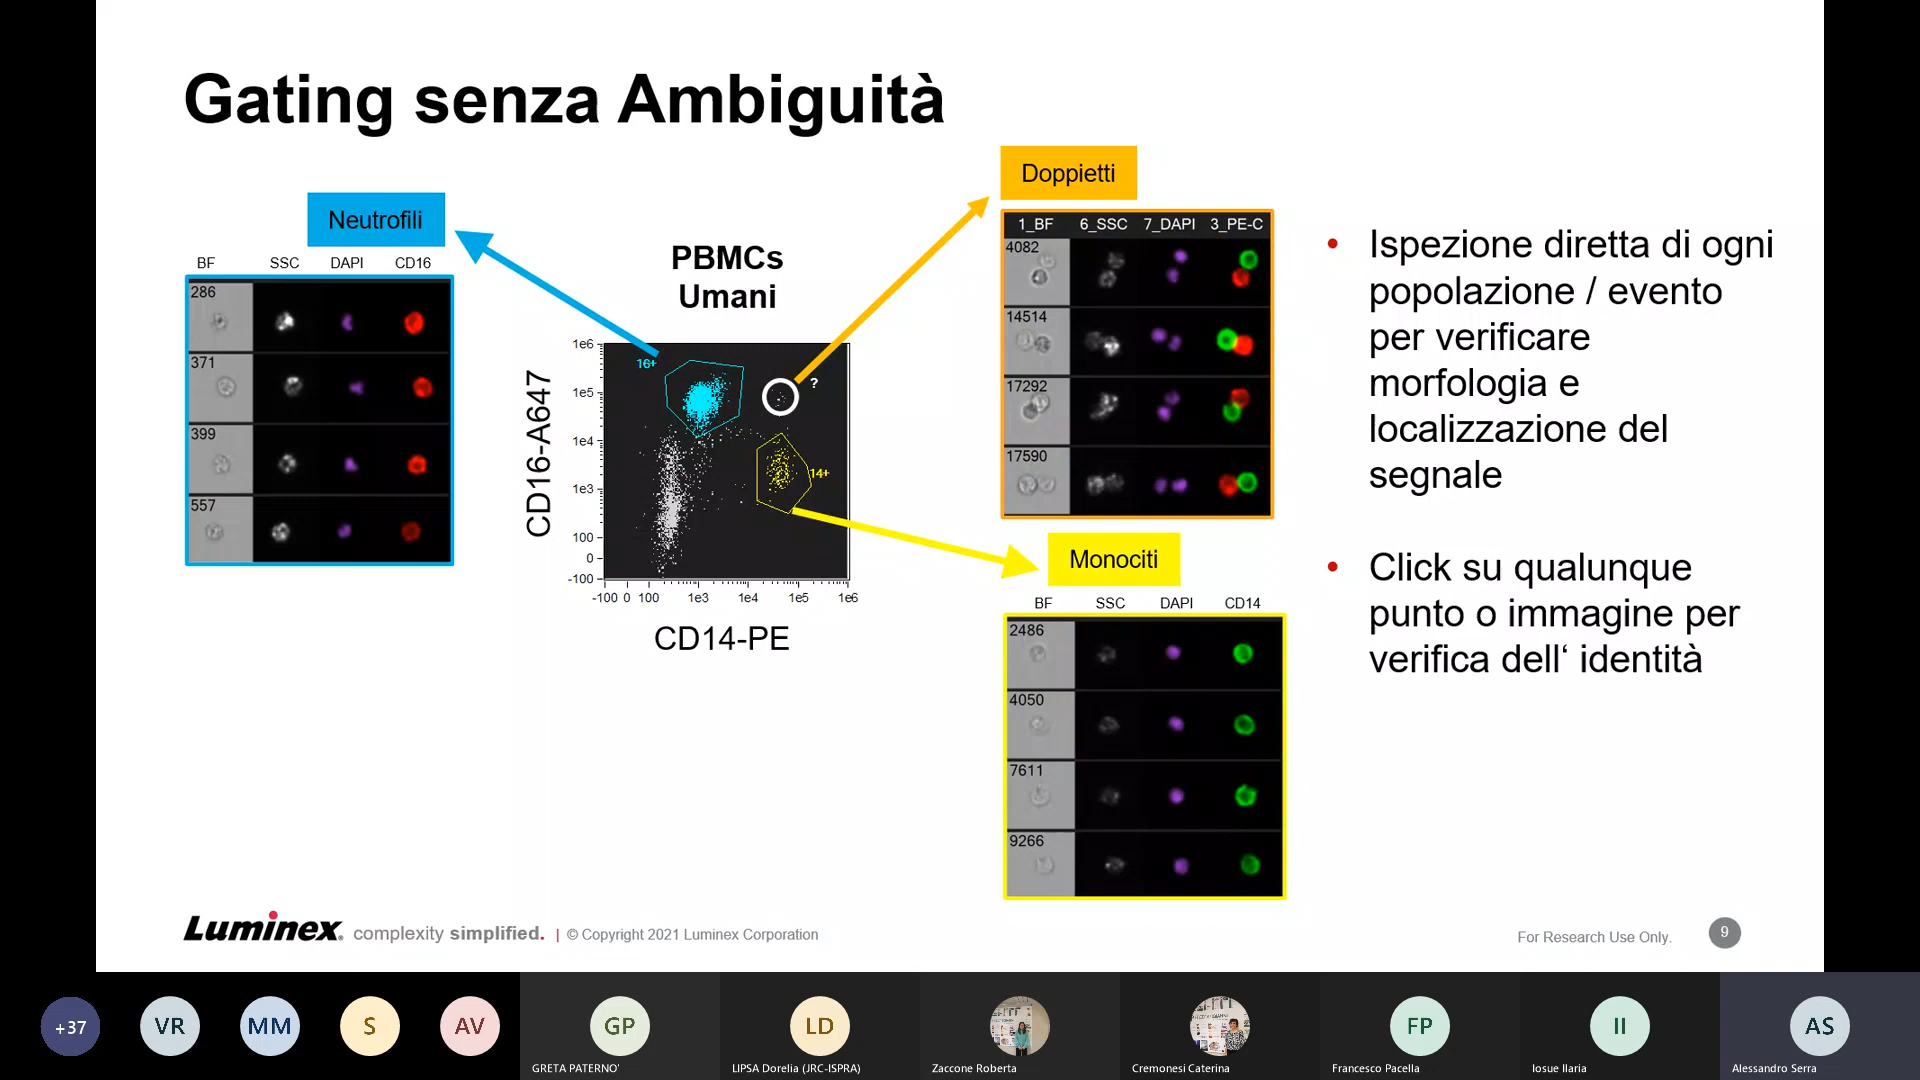 Gating senza Ambiguità
Neutrofili
BF SSC DAPI CD16
286
371
399
557
PBMCs
Umani
CD16-A647
1e6
1e5
1e4
1e3
100
0
-100
16+
?
14+
-100 0 100 1e3 1e4 1e5 1e6
CD14-PE
Doppietti
1_BF 6_SSC 7_DAPI 3_PE-C
4082
14514
17292
17590
Monociti
BF SSC DAPI CD14
2486
4050
7611
9266
• Ispezione diretta di ogni
popolazione / evento
per verificare
morfologia e
localizzazione del
segnale
• Click su qualunque
punto o immagine per
verifica dell‘ identità
Luminex. complexity simplified. | © Copyright 2021 Luminex Corporation
For Research Use Only. 9
+37 VR MM S AV GP LD FP II AS
GRETA PATERNO' LIPSA Dorelia (JRC-ISPRA) Zaccone Roberta Cremonesi Caterina Francesco Pacella Iosue Ilaria Alessandro Serra